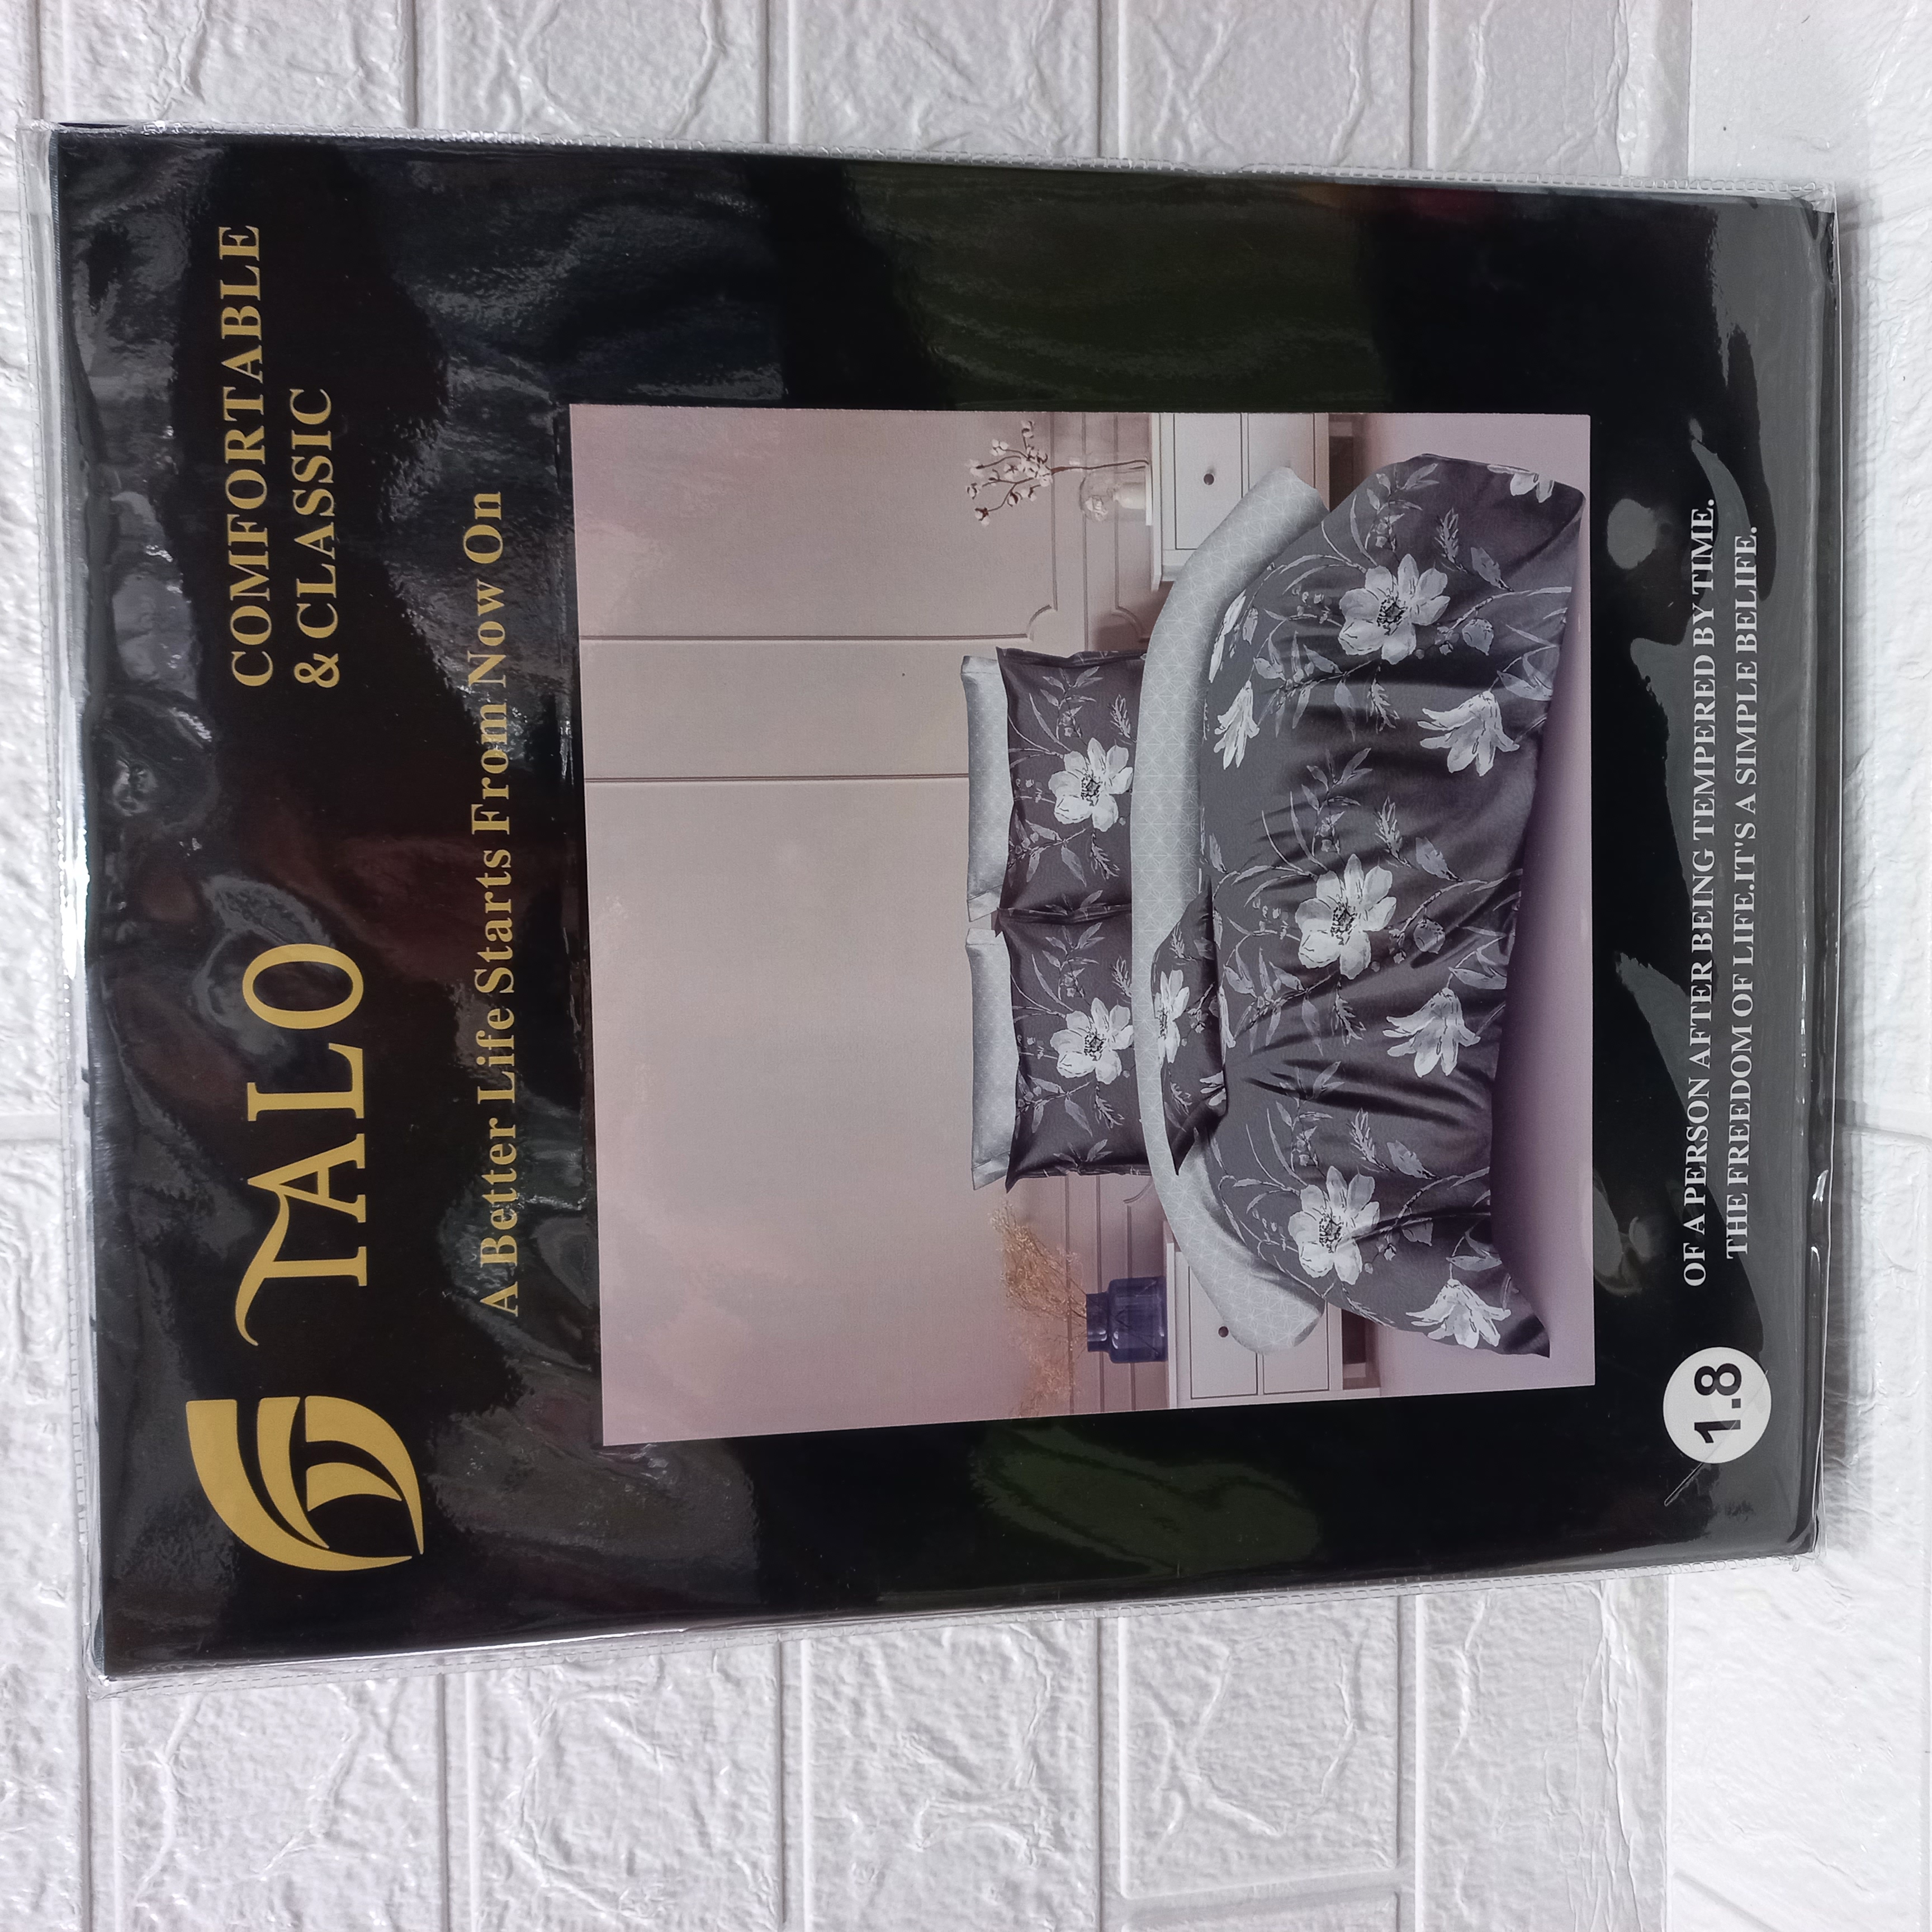 TALO
COMFORTABLE
& CLASSIC
A Better Life Starts From Now On
1.8
OF A PERSON AFTER BEING TEMPERED BY TIME.
THE FREEDOM OF LIFE.IT'S A SIMPLE BELIFE.